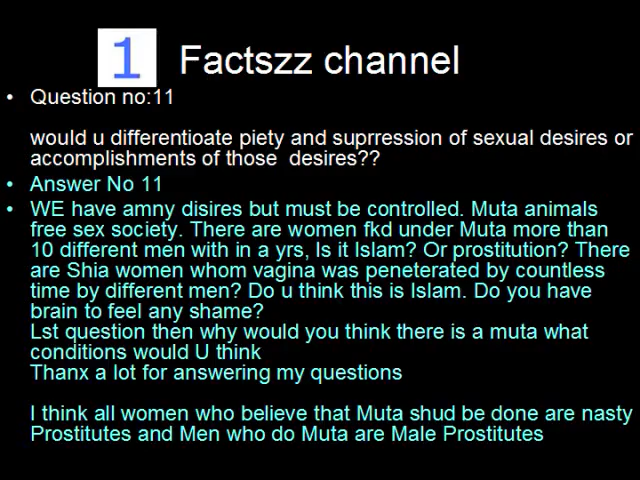 1 Factszz channel
• Question no:11
would u differentioate piety and suprression of sexual desires or
accomplishments of those desires??
• Answer No 11
• WE have amny disires but must be controlled. Muta animals
free sex society. There are women fkd under Muta more than
10 different men with in a yrs, Is it Islam? Or prostitution? There
are Shia women whom vagina was peneterated by countless
time by different men? Do u think this is Islam. Do you have
brain to feel any shame?
Lst question then why would you think there is a muta what
conditions would U think
Thanx a lot for answering my questions
I think all women who believe that Muta shud be done are nasty
Prostitutes and Men who do Muta are Male Prostitutes